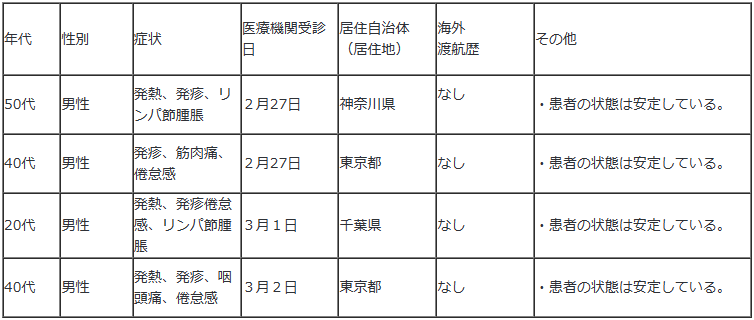 年代 性別 症状 医療機関受診日 居住自治体（居住地） 海外渡航歴 その他
50代 男性 発熱、発疹、リンパ節腫脹 ２月27日 神奈川県 なし ・患者の状態は安定している。
40代 男性 発疹、筋肉痛、倦怠感 ２月27日 東京都 なし ・患者の状態は安定している。
20代 男性 発熱、発疹倦怠感、リンパ節腫脹 ３月１日 千葉県 なし ・患者の状態は安定している。
40代 男性 発熱、発疹、咽頭痛、倦怠感 ３月２日 東京都 なし ・患者の状態は安定している。